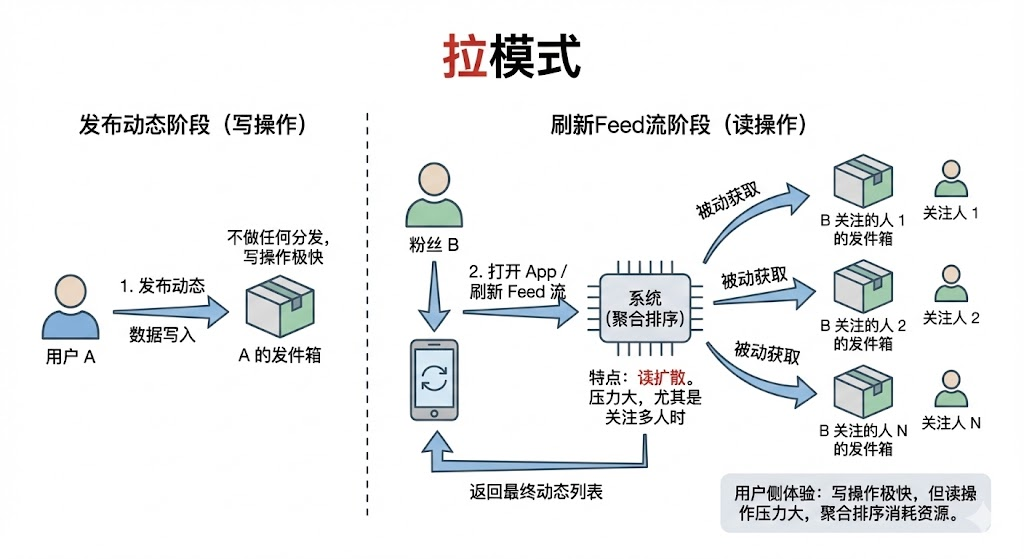 拉模式
发布动态阶段（写操作）
不做任何分发，
写操作极快
1. 发布动态
数据写入
用户 A
A 的发件箱
刷新Feed流阶段（读操作）
粉丝 B
2. 打开 App /
刷新 Feed 流
系统
（聚合排序）
特点：读扩散。
压力大，尤其是
关注多人时
返回最终动态列表
被动获取
B 关注的人 1
的发件箱
关注人 1
被动获取
B 关注的人 2
的发件箱
关注人 2
被动获取
B 关注的人 N
的发件箱
关注人 N
用户侧体验：写操作极快，但读操
作压力大，聚合排序消耗资源。